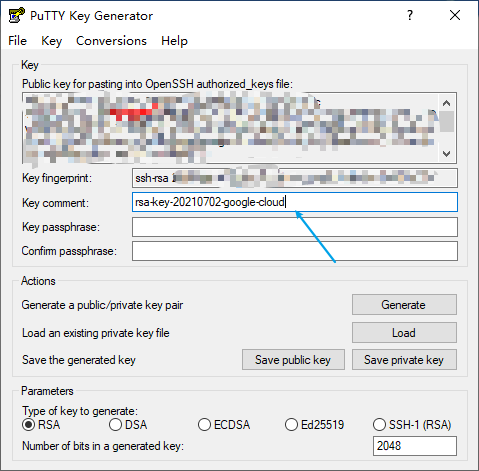 PuTTY Key Generator
?
File Key Conversions Help
Key
Public key for pasting into OpenSSH authorized_keys file:
Key fingerprint: ssh-rsa
Key comment: rsa-key-20210702-google-cloud
Key passphrase:
Confirm passphrase:
Actions
Generate a public/private key pair Generate
Load an existing private key file Load
Save the generated key Save public key Save private key
Parameters
Type of key to generate:
RSA DSA ECDSA Ed25519 SSH-1 (RSA)
Number of bits in a generated key: 2048